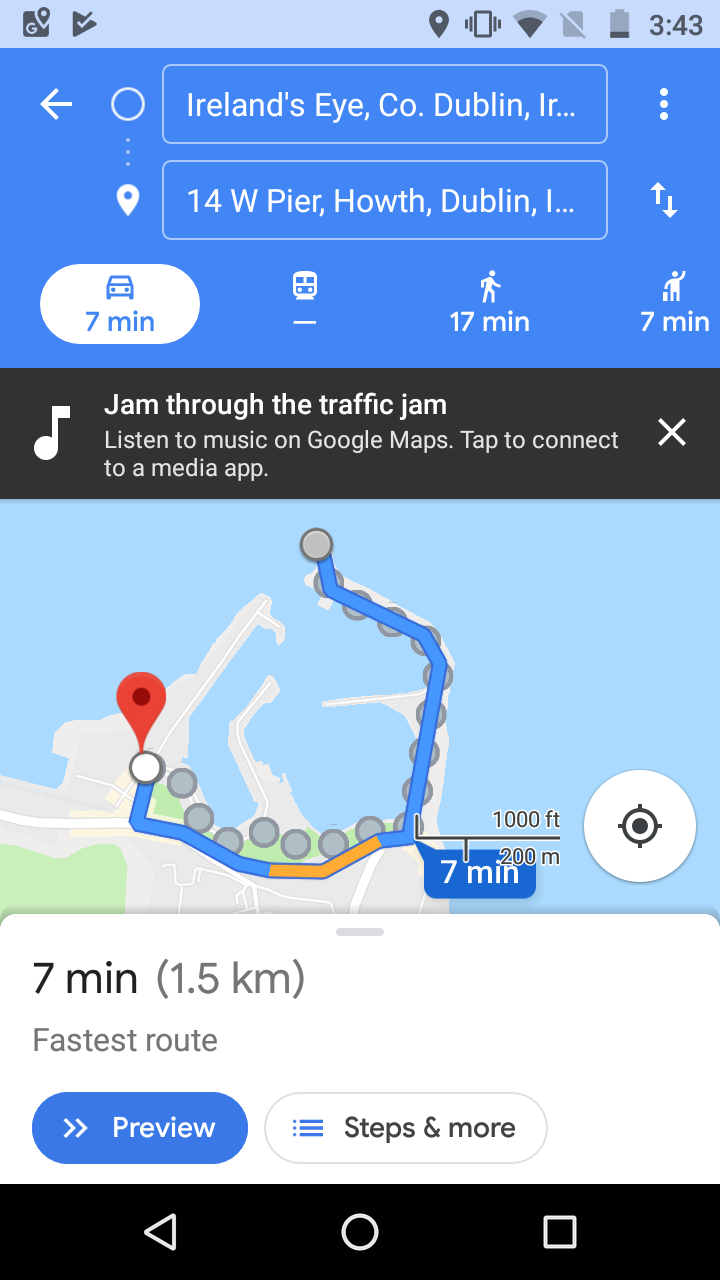 3:43
Ireland's Eye, Co. Dublin, Ir...
14 W Pier, Howth, Dublin, I...
7 min
—
17 min
7 min
Jam through the traffic jam
Listen to music on Google Maps. Tap to connect
to a media app.
1000 ft
200 m
7 min
7 min (1.5 km)
Fastest route
Preview
Steps & more